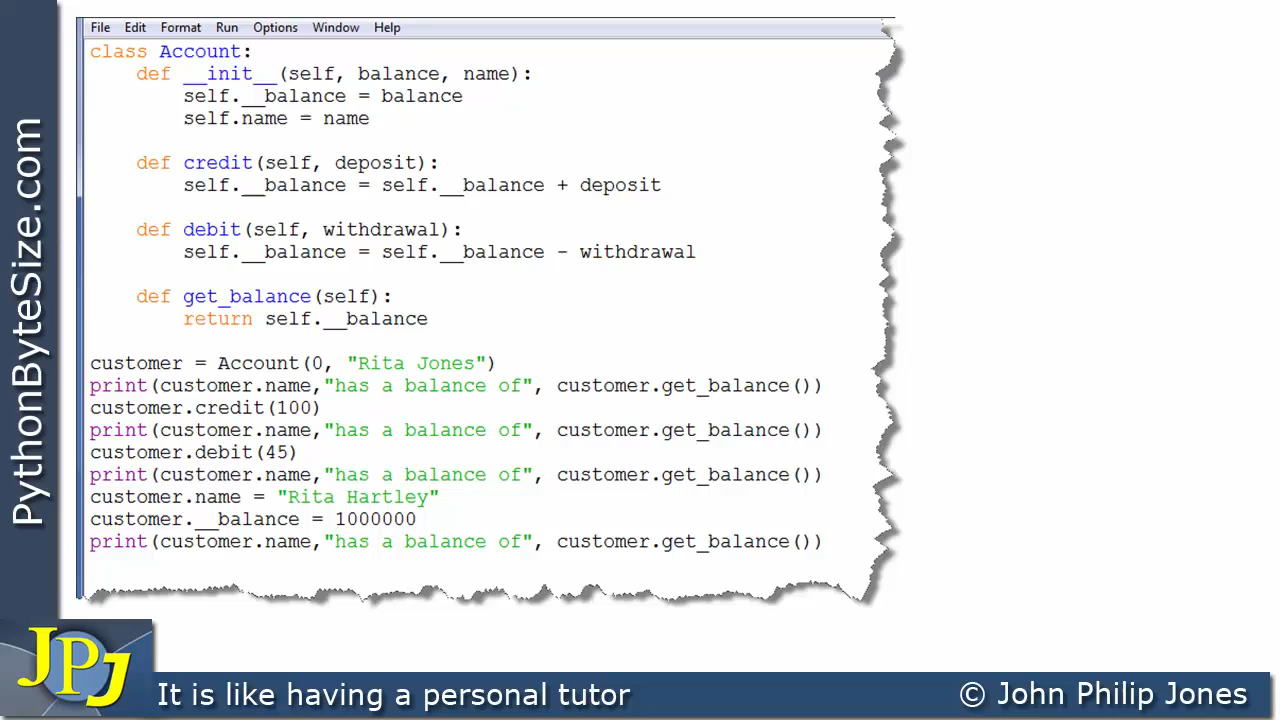 File Edit Format Run Options Window Help
class Account:
    def __init__(self, balance, name):
        self.__balance = balance
        self.name = name
    def credit(self, deposit):
        self.__balance = self.__balance + deposit
    def debit(self, withdrawal):
        self.__balance = self.__balance - withdrawal
    def get_balance(self):
        return self.__balance
customer = Account(0, "Rita Jones")
print(customer.name,"has a balance of", customer.get_balance())
customer.credit(100)
print(customer.name,"has a balance of", customer.get_balance())
customer.debit(45)
print(customer.name,"has a balance of", customer.get_balance())
customer.name = "Rita Hartley"
customer.__balance = 1000000
print(customer.name,"has a balance of", customer.get_balance())
PythonByteSize.com
JPJ
It is like having a personal tutor
© John Philip Jones